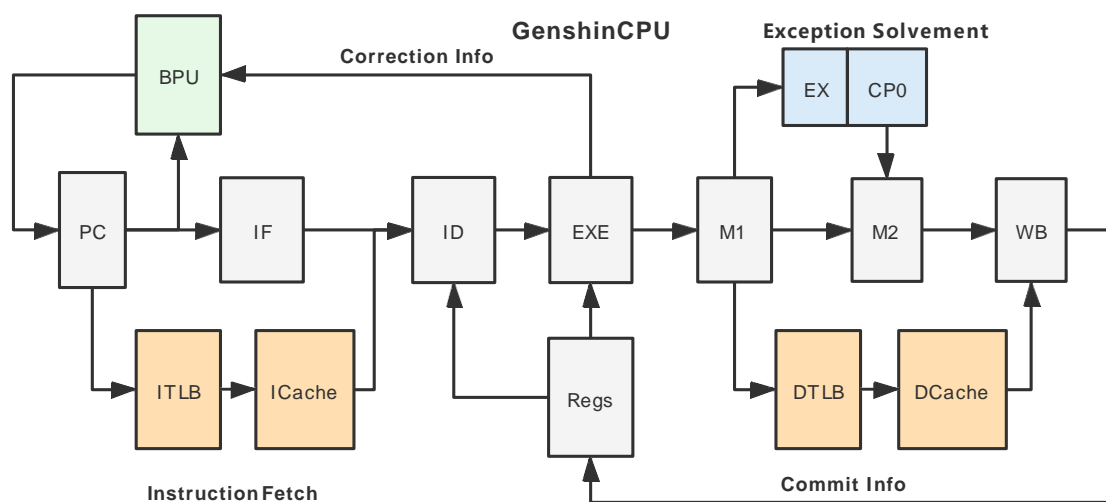 GenshinCPU
Exception Solvement
Correction Info
BPU
EX
CP0
PC
IF
ID
EXE
M1
M2
WB
ITLB
ICache
Regs
DTLB
DCache
Instruction Fetch
Commit Info